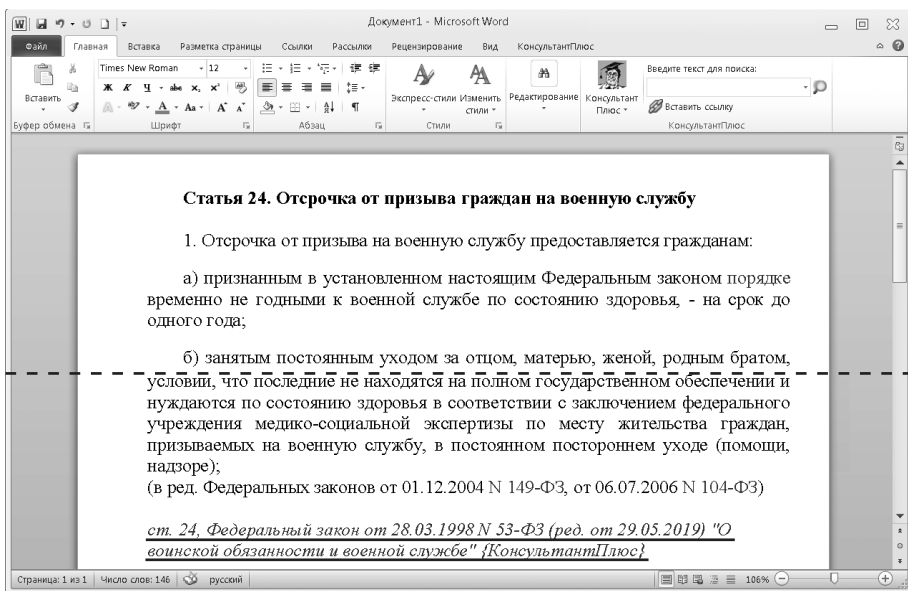 Документ1 - Microsoft Word
Файл Главная Вставка Разметка страницы Ссылки Рассылки Рецензирование Вид КонсультантПлюс
Times New Roman 12
Введите текст для поиска:
Ж К Ч abc x, x²
Вставить
Экспресс-стили Изменить стили
Редактирование
Консультант Плюс
Вставить ссылку
Буфер обмена Шрифт Абзац Стили КонсультантПлюс
Статья 24. Отсрочка от призыва граждан на военную службу
1. Отсрочка от призыва на военную службу предоставляется гражданам:
а) признанным в установленном настоящим Федеральным законом порядке
временно не годными к военной службе по состоянию здоровья, - на срок до
одного года;
б) занятым постоянным уходом за отцом, матерью, женой, родным братом,
условии, что последние не находятся на полном государственном обеспечении и
нуждаются по состоянию здоровья в соответствии с заключением федерального
учреждения медико-социальной экспертизы по месту жительства граждан,
призываемых на военную службу, в постоянном постороннем уходе (помощи,
надзоре);
(в ред. Федеральных законов от 01.12.2004 N 149-ФЗ, от 06.07.2006 N 104-ФЗ)
ст. 24, Федеральный закон от 28.03.1998 N 53-ФЗ (ред. от 29.05.2019) "О
воинской обязанности и военной службе" {КонсультантПлюс}
Страница: 1 из 1 Число слов: 146 русский 106%